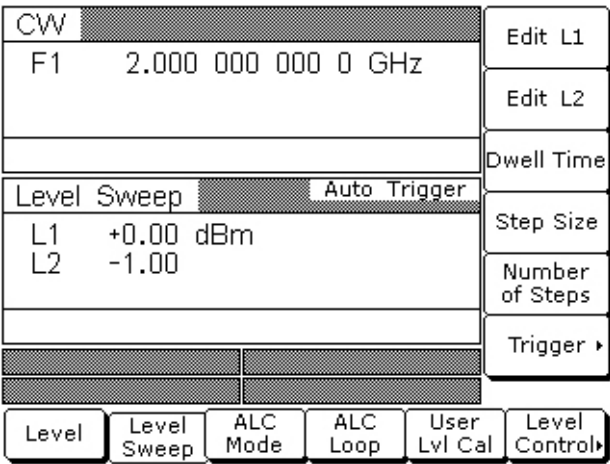 CW
F1 2.000 000 000 0 GHz
Level Sweep Auto Trigger
L1 +0.00 dBm
L2 -1.00
Edit L1
Edit L2
Dwell Time
Step Size
Number
of Steps
Trigger
Level
Level
Sweep
ALC
Mode
ALC
Loop
User
Lvl Cal
Level
Control